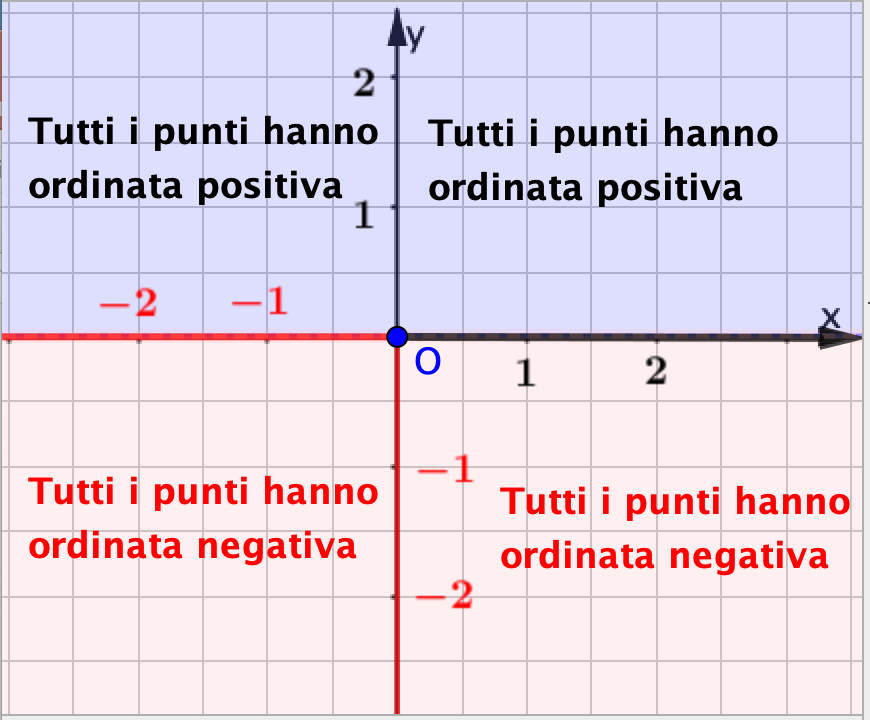 y
2
Tutti i punti hanno
ordinata positiva
Tutti i punti hanno
ordinata positiva
1
−2 −1
x
O
1 2
−1
Tutti i punti hanno
ordinata negativa
Tutti i punti hanno
ordinata negativa
−2